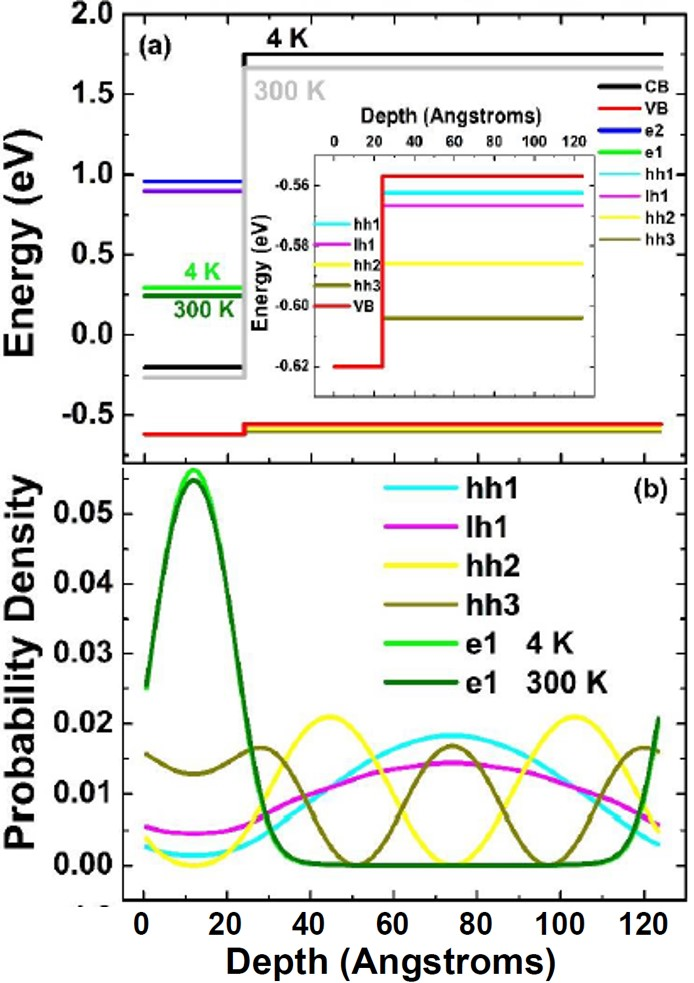 2.0
(a)
4 K
300 K
1.5
1.0
0.5
0.0
-0.5
Energy (eV)
4 K
300 K
CB
VB
e2
e1
hh1
lh1
hh2
hh3
Depth (Angstroms)
0 20 40 60 80 100 120
-0.56
-0.58
-0.60
-0.62
Energy (eV)
hh1
lh1
hh2
hh3
VB
(b)
hh1
lh1
hh2
hh3
e1 4 K
e1 300 K
0.05
0.04
0.03
0.02
0.01
0.00
Probability Density
0 20 40 60 80 100 120
Depth (Angstroms)